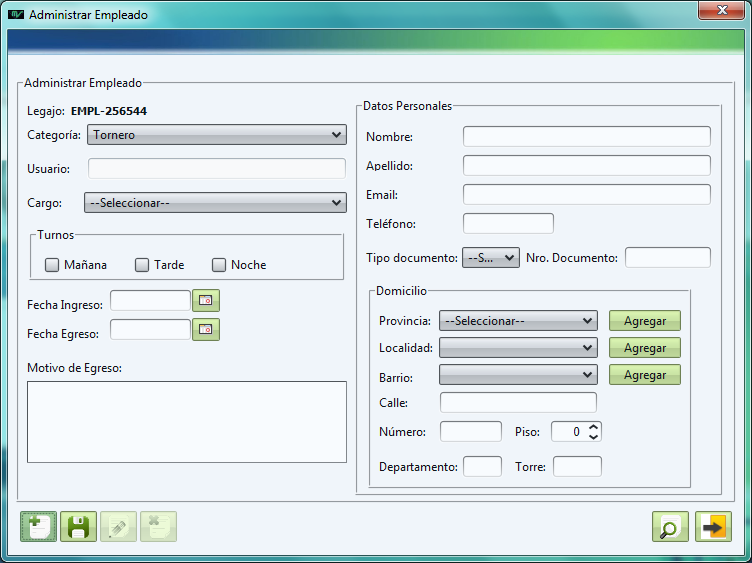 Administrar Empleado
Administrar Empleado
Legajo: EMPL-256544
Categoría: Tornero
Usuario:
Cargo: --Seleccionar--
Turnos
Mañana Tarde Noche
Fecha Ingreso:
Fecha Egreso:
Motivo de Egreso:
Datos Personales
Nombre:
Apellido:
Email:
Teléfono:
Tipo documento: --S... Nro. Documento:
Domicilio
Provincia: --Seleccionar-- Agregar
Localidad: Agregar
Barrio: Agregar
Calle:
Número: Piso: 0
Departamento: Torre: